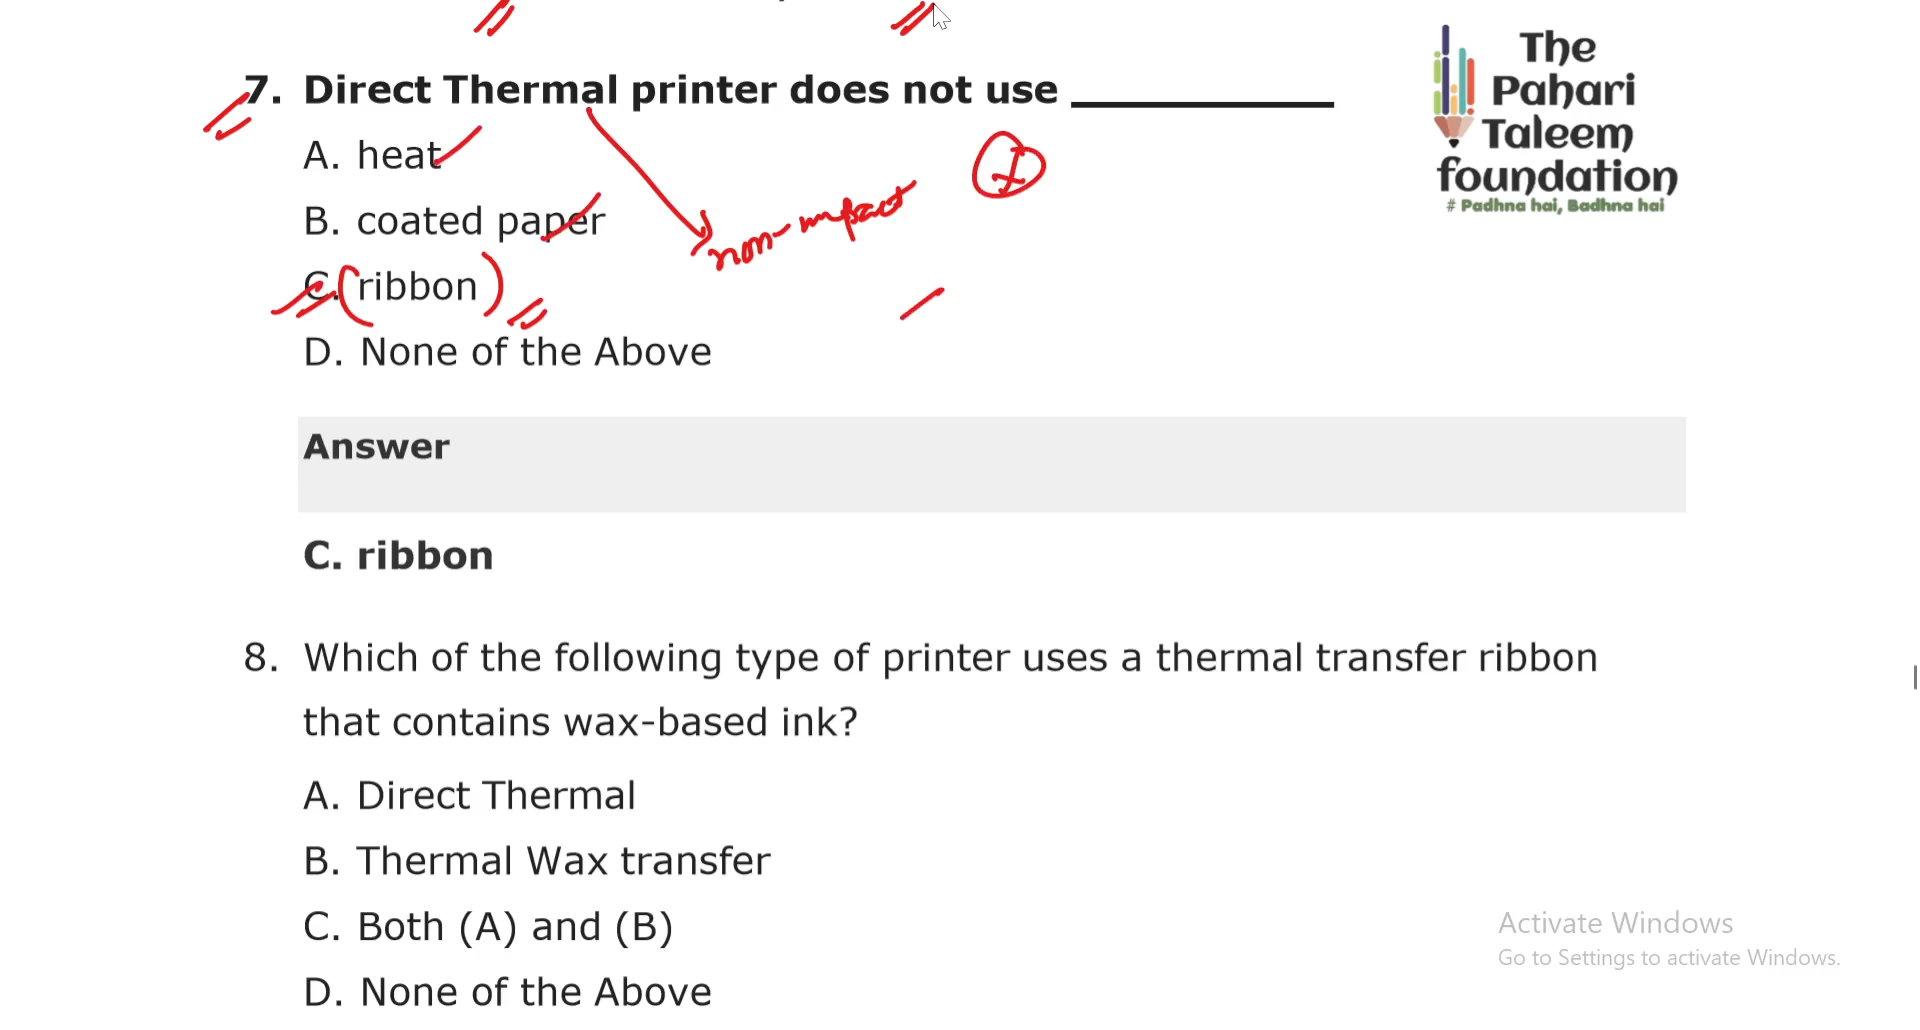 7. Direct Thermal printer does not use ____________
A. heat
B. coated paper
C. ribbon
D. None of the Above
non-impact
I
The
Pahari
Taleem
foundation
# Padhna hai, Badhna hai
Answer
C. ribbon
8. Which of the following type of printer uses a thermal transfer ribbon
that contains wax-based ink?
A. Direct Thermal
B. Thermal Wax transfer
C. Both (A) and (B)
D. None of the Above
Activate Windows
Go to Settings to activate Windows.